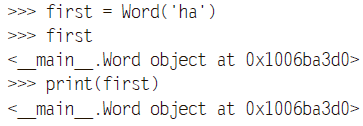 >>> first = Word('ha')
>>> first
<__main__.Word object at 0x1006ba3d0>
>>> print(first)
<__main__.Word object at 0x1006ba3d0>